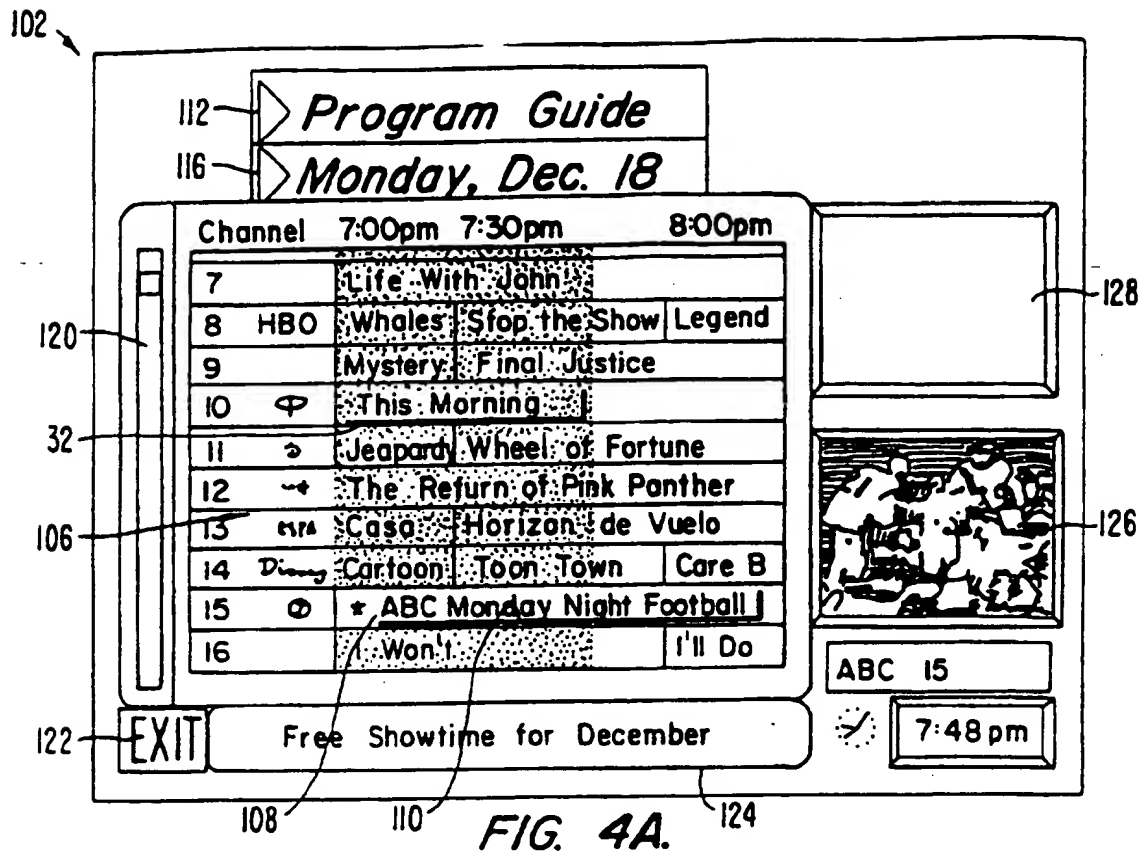 102
112 Program Guide
116 Monday, Dec. 18
Channel 7:00pm 7:30pm 8:00pm
7 Life With John
8 HBO Whales Stop the Show Legend
9 Mystery Final Justice
10 This Morning
11 Jeapardy Wheel of Fortune
12 The Return of Pink Panther
13 Casa Horizon de Vuelo
14 Disney Cartoon Toon Town Care B
15 * ABC Monday Night Football
16 I Won't I'll Do
120
32
106
128
126
ABC 15
7:48 pm
122 EXIT Free Showtime for December
108 110 124
FIG. 4A.